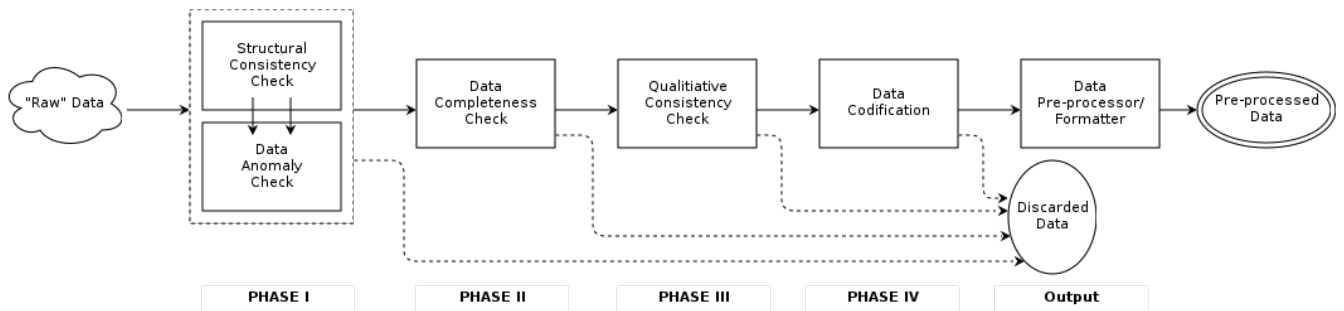 "Raw" Data
Structural
Consistency
Check
Data
Anomaly
Check
Data
Completeness
Check
Qualitiative
Consistency
Check
Data
Codification
Data
Pre-processor/
Formatter
Pre-processed
Data
Discarded
Data
PHASE I
PHASE II
PHASE III
PHASE IV
Output